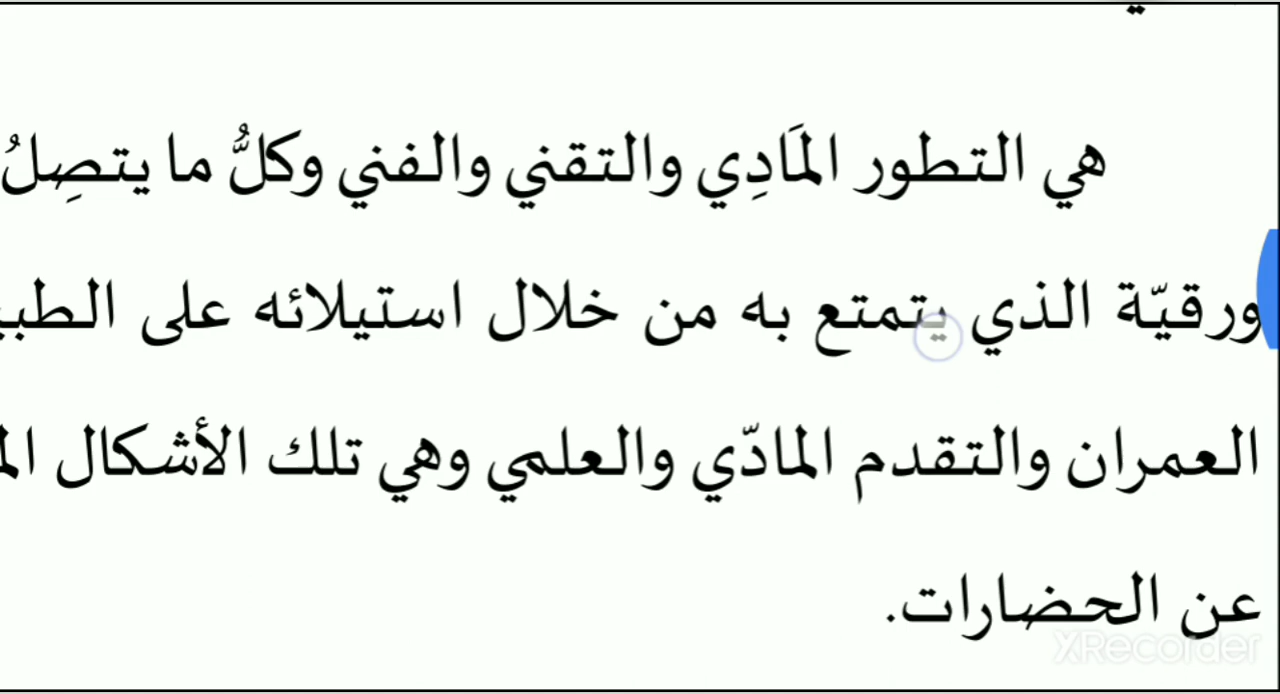 هي التطور المَادِي والتقني والفني وكلُّ ما يتصِلُ
ورقيّة الذي يتمتع به من خلال استيلائه على
العمران والتقدم المادّي والعلمي وهي تلك الأشكال
عن الحضارات.
XRecorder